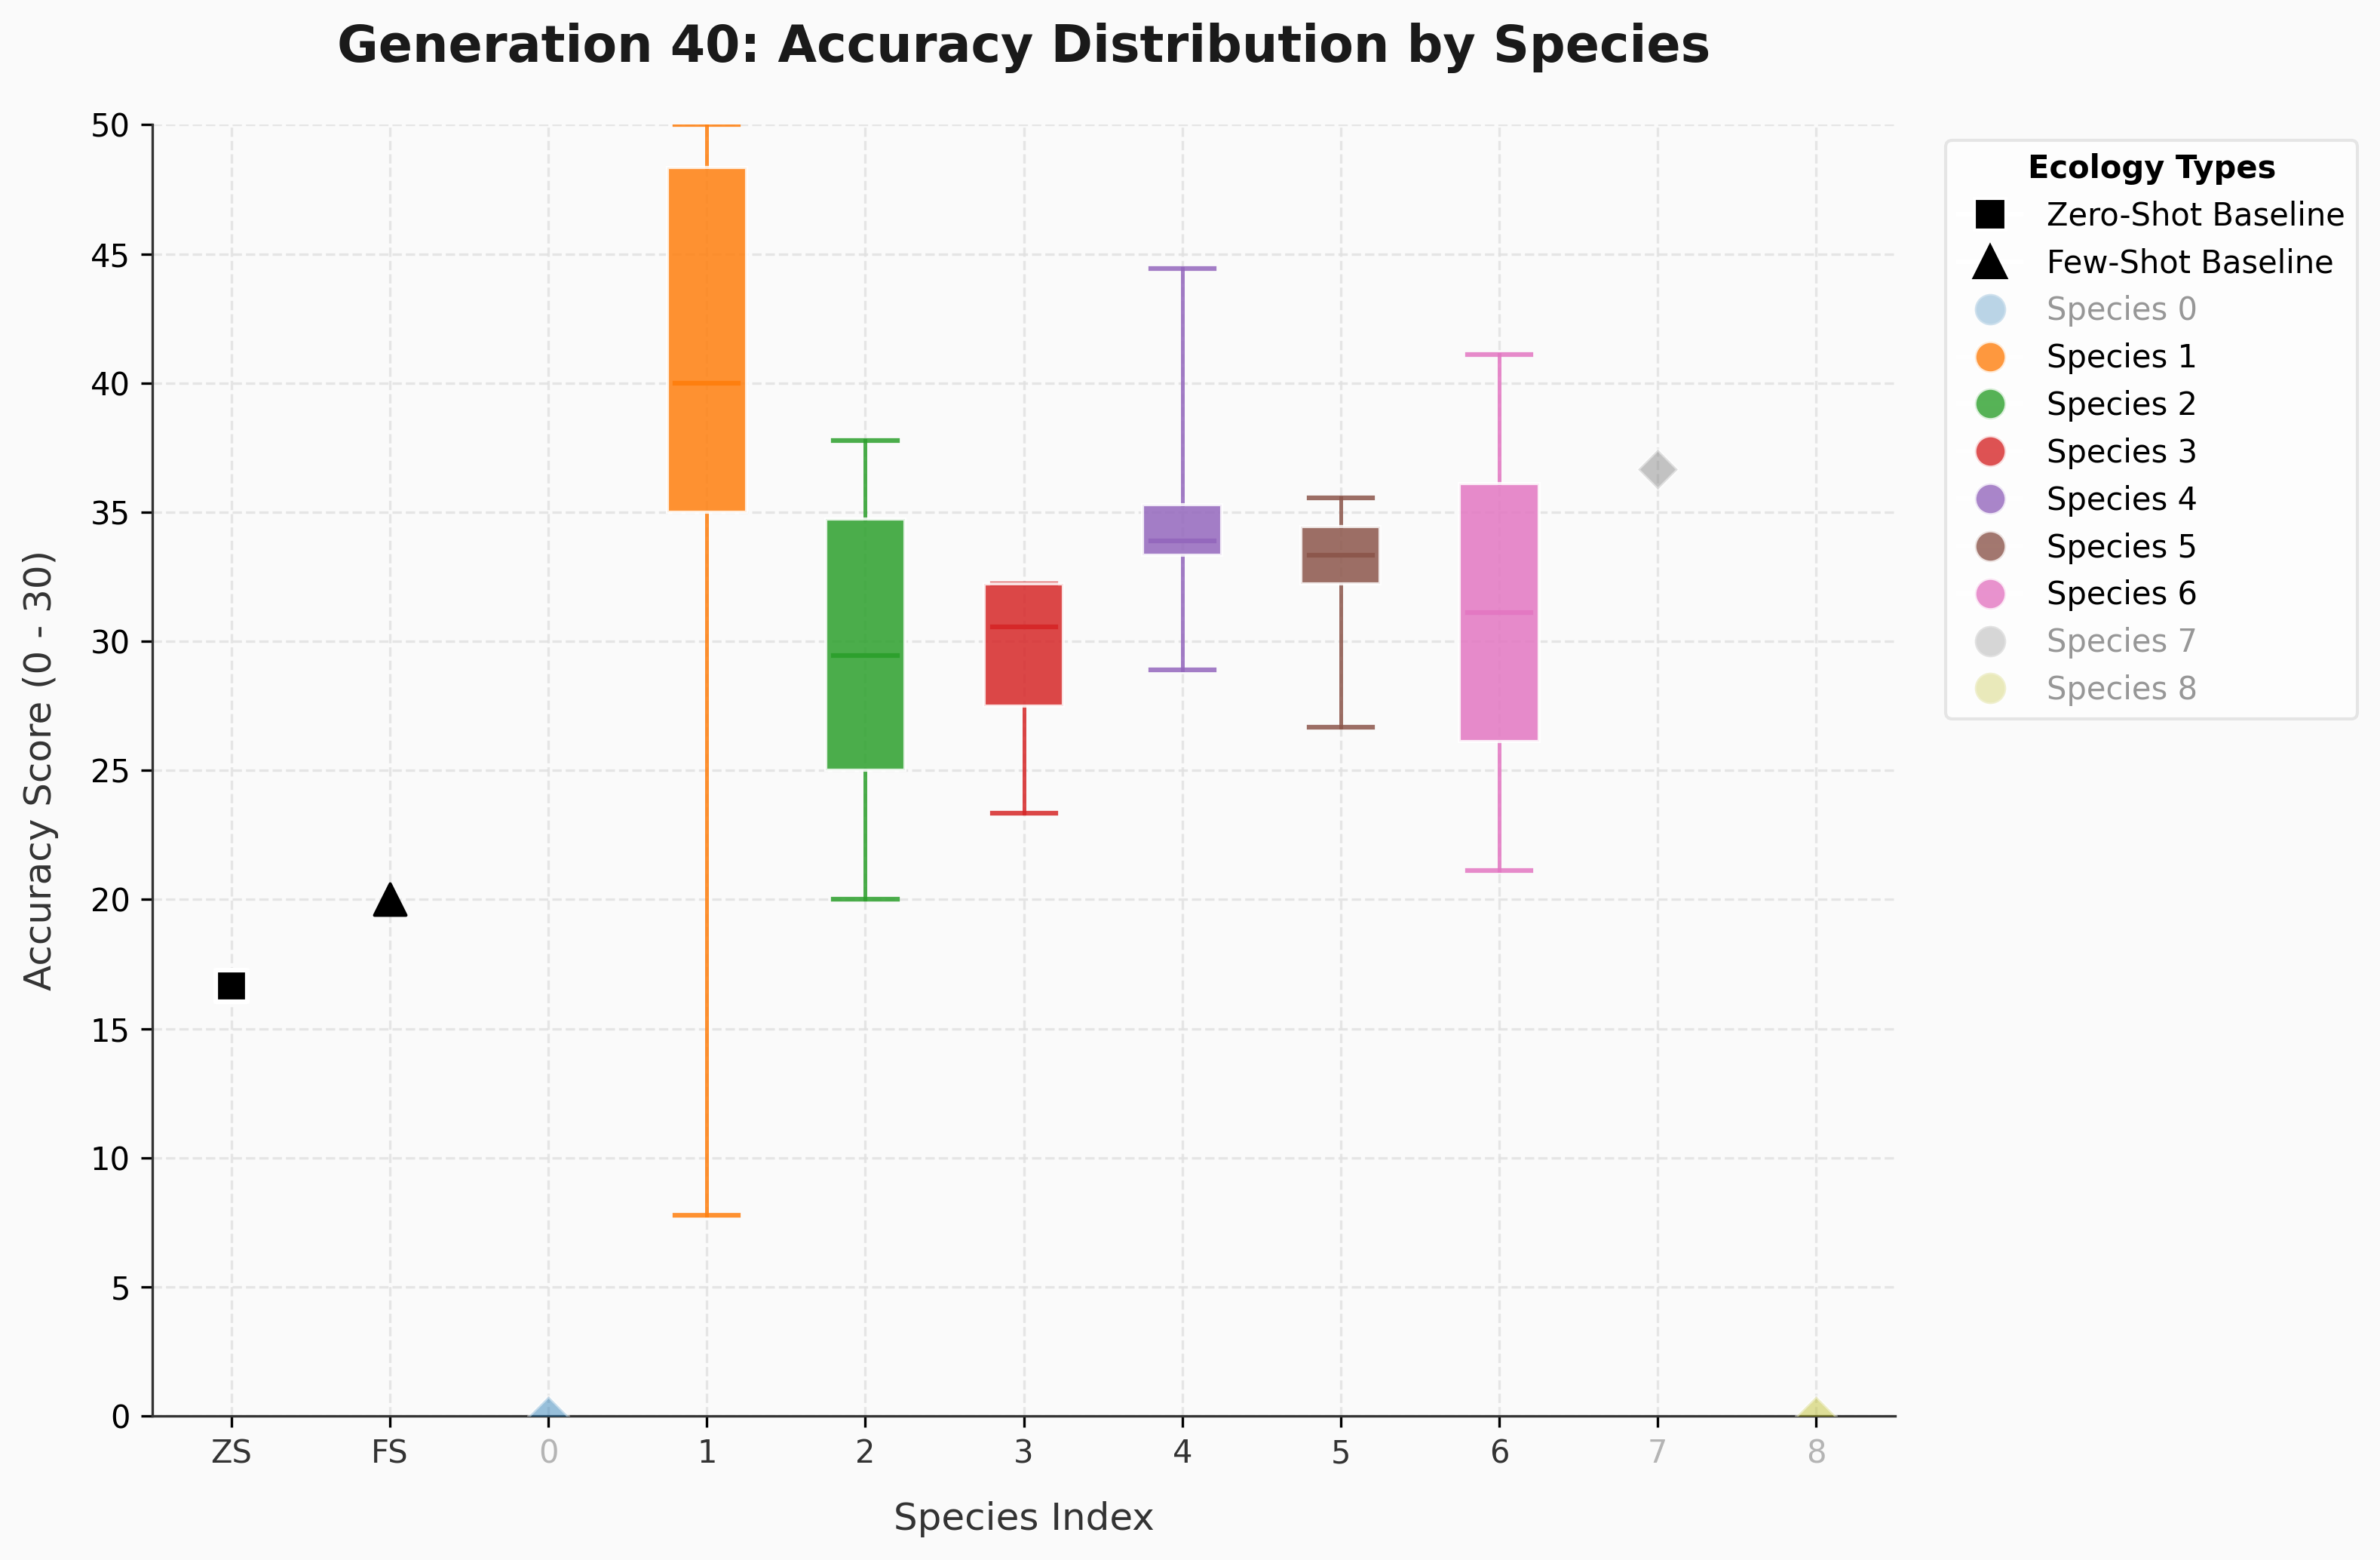 Generation 40: Accuracy Distribution by Species
50
45
40
35
30
25
20
15
10
5
0
Accuracy Score (0 - 30)
ZS FS 0 1 2 3 4 5 6 7 8
Species Index
Ecology Types
Zero-Shot Baseline
Few-Shot Baseline
Species 0
Species 1
Species 2
Species 3
Species 4
Species 5
Species 6
Species 7
Species 8